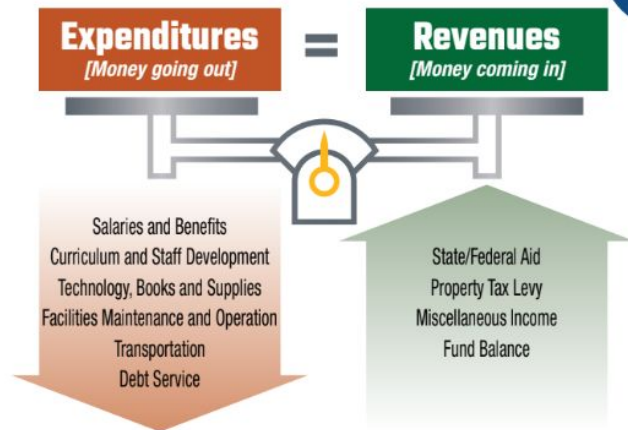 Expenditures
[Money going out]
=
Revenues
[Money coming in]
Salaries and Benefits
Curriculum and Staff Development
Technology, Books and Supplies
Facilities Maintenance and Operation
Transportation
Debt Service
State/Federal Aid
Property Tax Levy
Miscellaneous Income
Fund Balance